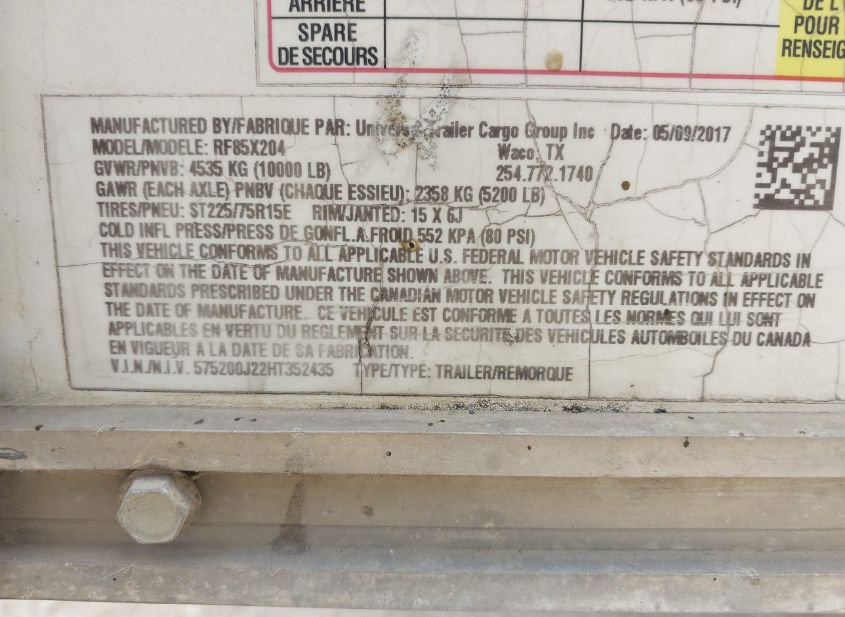 ARRIÈRE
DE L'
SPARE
DE SECOURS
POUR
RENSEIG
MANUFACTURED BY/FABRIQUE PAR: Universal Trailer Cargo Group Inc Date: 05/09/2017
MODEL/MODELE: RF85X204 Waco, TX
GVWR/PNVB: 4535 KG (10000 LB) 254.772.1740
GAWR (EACH AXLE) PNBV (CHAQUE ESSIEU): 2358 KG (5200 LB)
TIRES/PNEU: ST225/75R15E RIM/JANTED: 15 X 6J
COLD INFL PRESS/PRESS DE GONFL.A.FROID 552 KPA (80 PSI)
THIS VEHICLE CONFORMS TO ALL APPLICABLE U.S. FEDERAL MOTOR VEHICLE SAFETY STANDARDS IN
EFFECT ON THE DATE OF MANUFACTURE SHOWN ABOVE. THIS VEHICLE CONFORMS TO ALL APPLICABLE
STANDARDS PRESCRIBED UNDER THE CANADIAN MOTOR VEHICLE SAFETY REGULATIONS IN EFFECT ON
THE DATE OF MANUFACTURE. CE VEHICULE EST CONFORME A TOUTES LES NORMES QUI LUI SONT
APPLICABLES EN VERTU DU REGLEMENT SUR LA SECURITE DES VEHICULES AUTOMBOILES DU CANADA
EN VIGUEUR A LA DATE DE SA FABRICATION.
V.I.N./N.I.V. 575200J22HT352435 TYPE/TYPE: TRAILER/REMORQUE